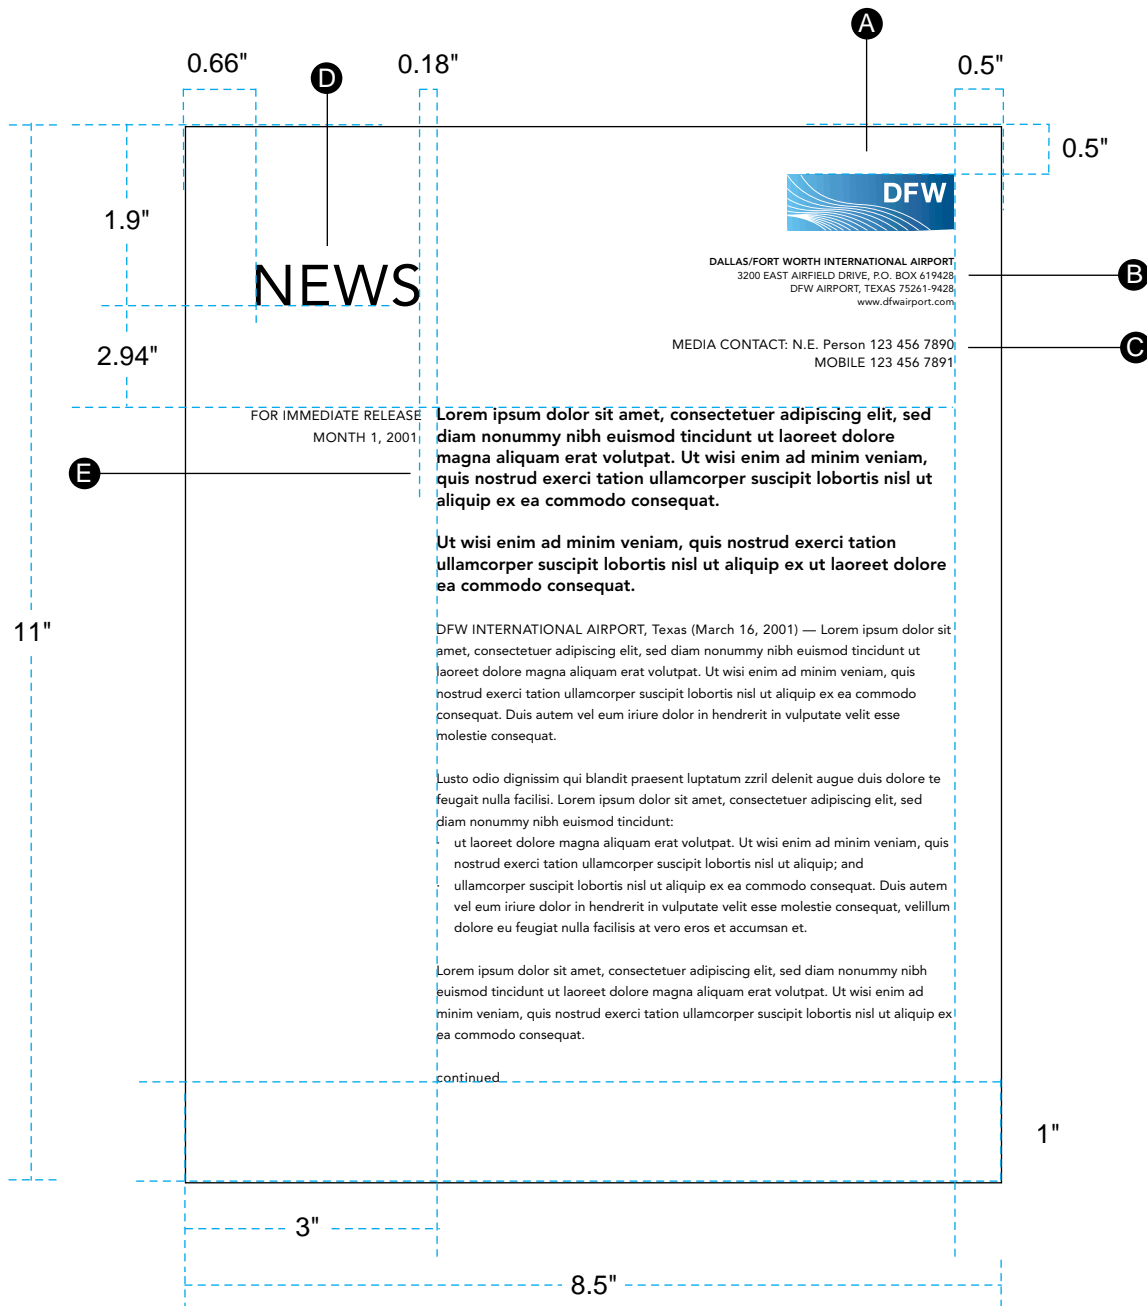 A
0.66"
D
0.18"
0.5"
0.5"
1.9"
DFW
NEWS
DALLAS/FORT WORTH INTERNATIONAL AIRPORT
3200 EAST AIRFIELD DRIVE, P.O. BOX 619428
DFW AIRPORT, TEXAS 75261-9428
www.dfwairport.com
B
2.94"
MEDIA CONTACT: N.E. Person 123 456 7890
MOBILE 123 456 7891
C
FOR IMMEDIATE RELEASE
MONTH 1, 2001
E
Lorem ipsum dolor sit amet, consectetuer adipiscing elit, sed
diam nonummy nibh euismod tincidunt ut laoreet dolore
magna aliquam erat volutpat. Ut wisi enim ad minim veniam,
quis nostrud exerci tation ullamcorper suscipit lobortis nisl ut
aliquip ex ea commodo consequat.
Ut wisi enim ad minim veniam, quis nostrud exerci tation
ullamcorper suscipit lobortis nisl ut aliquip ex ut laoreet dolore
ea commodo consequat.
11"
DFW INTERNATIONAL AIRPORT, Texas (March 16, 2001) — Lorem ipsum dolor sit
amet, consectetuer adipiscing elit, sed diam nonummy nibh euismod tincidunt ut
laoreet dolore magna aliquam erat volutpat. Ut wisi enim ad minim veniam, quis
nostrud exerci tation ullamcorper suscipit lobortis nisl ut aliquip ex ea commodo
consequat. Duis autem vel eum iriure dolor in hendrerit in vulputate velit esse
molestie consequat.
Lusto odio dignissim qui blandit praesent luptatum zzril delenit augue duis dolore te
feugait nulla facilisi. Lorem ipsum dolor sit amet, consectetuer adipiscing elit, sed
diam nonummy nibh euismod tincidunt:
· ut laoreet dolore magna aliquam erat volutpat. Ut wisi enim ad minim veniam, quis
nostrud exerci tation ullamcorper suscipit lobortis nisl ut aliquip; and
· ullamcorper suscipit lobortis nisl ut aliquip ex ea commodo consequat. Duis autem
vel eum iriure dolor in hendrerit in vulputate velit esse molestie consequat, velillum
dolore eu feugiat nulla facilisis at vero eros et accumsan et.
Lorem ipsum dolor sit amet, consectetuer adipiscing elit, sed diam nonummy nibh
euismod tincidunt ut laoreet dolore magna aliquam erat volutpat. Ut wisi enim ad
minim veniam, quis nostrud exerci tation ullamcorper suscipit lobortis nisl ut aliquip ex
ea commodo consequat.
continued
1"
3"
8.5"